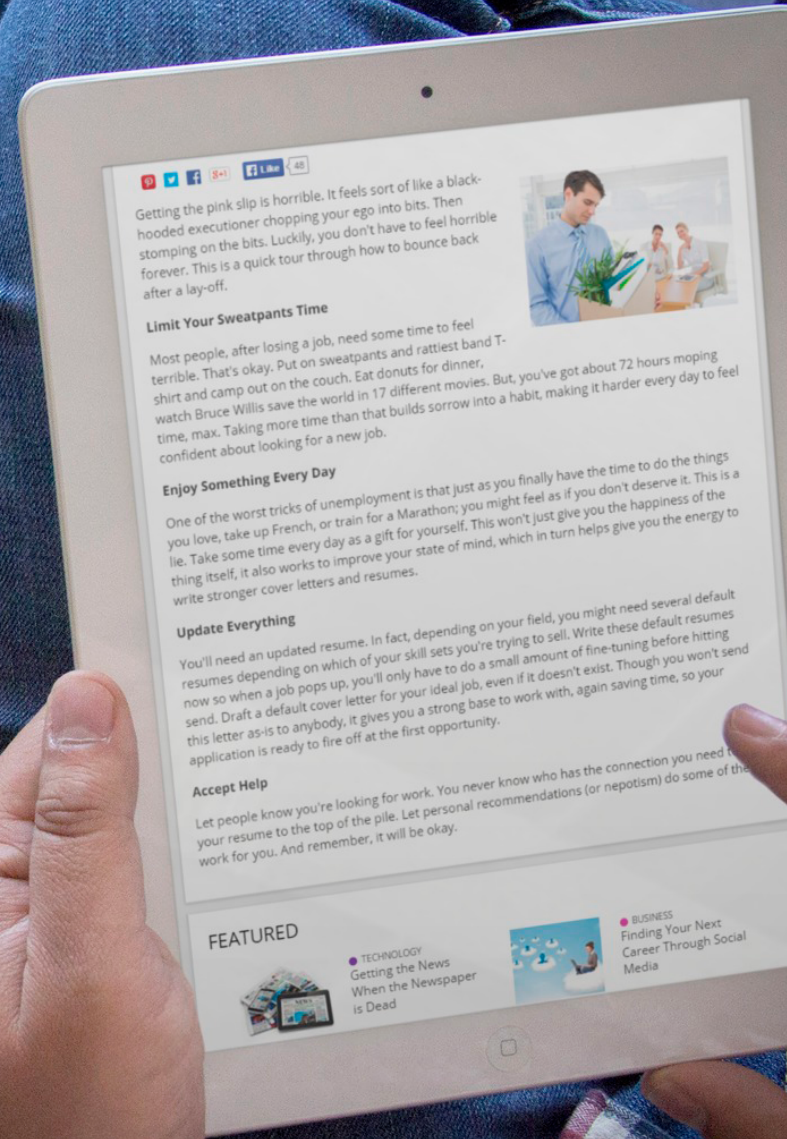 8+1 Like 48
Getting the pink slip is horrible. It feels sort of like a black-
hooded executioner chopping your ego into bits. Then
stomping on the bits. Luckily, you don't have to feel horrible
forever. This is a quick tour through how to bounce back
after a lay-off.
Limit Your Sweatpants Time
Most people, after losing a job, need some time to feel
terrible. That's okay. Put on sweatpants and rattiest band T-
shirt and camp out on the couch. Eat donuts for dinner,
watch Bruce Willis save the world in 17 different movies. But, you've got about 72 hours moping
time, max. Taking more time than that builds sorrow into a habit, making it harder every day to feel
confident about looking for a new job.
Enjoy Something Every Day
One of the worst tricks of unemployment is that just as you finally have the time to do the things
you love, take up French, or train for a Marathon; you might feel as if you don't deserve it. This is a
lie. Take some time every day as a gift for yourself. This won't just give you the happiness of the
thing itself, it also works to improve your state of mind, which in turn helps give you the energy to
write stronger cover letters and resumes.
Update Everything
You'll need an updated resume. In fact, depending on your field, you might need several default
resumes depending on which of your skill sets you're trying to sell. Write these default resumes
now so when a job pops up, you'll only have to do a small amount of fine-tuning before hitting
send. Draft a default cover letter for your ideal job, even if it doesn't exist. Though you won't send
this letter as-is to anybody, it gives you a strong base to work with, again saving time, so your
application is ready to fire off at the first opportunity.
Accept Help
Let people know you're looking for work. You never know who has the connection you need
your resume to the top of the pile. Let personal recommendations (or nepotism) do some of the
work for you. And remember, it will be okay.
FEATURED
TECHNOLOGY
Getting the News
When the Newspaper
is Dead
NEWS
BUSINESS
Finding Your Next
Career Through Social
Media